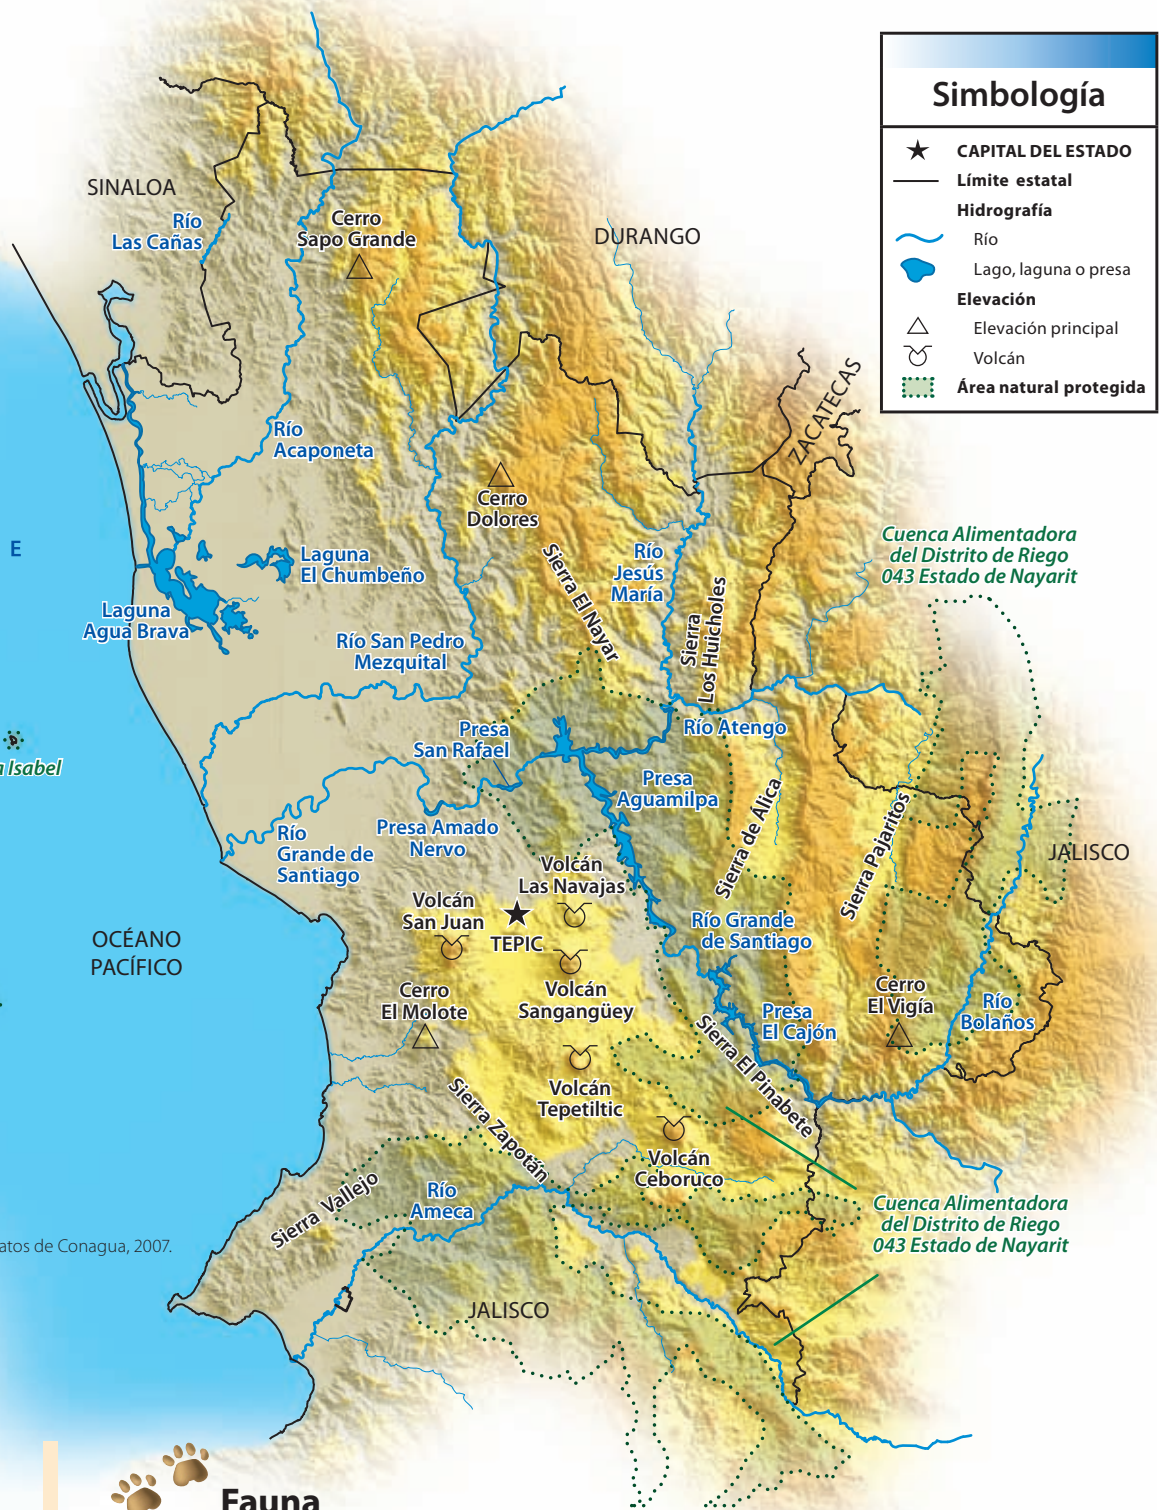 Simbología
CAPITAL DEL ESTADO
Límite estatal
Hidrografía
Río
Lago, laguna o presa
Elevación
Elevación principal
Volcán
Área natural protegida
SINALOA
Río
Las Cañas
Cerro
Sapo Grande
DURANGO
ZACATECAS
Río
Acaponeta
Cerro
Dolores
E
Laguna
El Chumbeño
Sierra El Nayar
Río
Jesús
María
Sierra
Los Huicholes
Cuenca Alimentadora
del Distrito de Riego
043 Estado de Nayarit
Laguna
Agua Brava
Río San Pedro
Mezquital
Presa
San Rafael
Río Atengo
a Isabel
Presa
Aguamilpa
Sierra de Álica
Sierra Pajaritos
Río
Grande de
Santiago
Presa Amado
Nervo
JALISCO
Volcán
Las Navajas
Volcán
San Juan
TEPIC
Río Grande
de Santiago
OCÉANO
PACÍFICO
Cerro
El Molote
Volcán
Sangangüey
Cerro
El Vigía
Río
Bolaños
Presa
El Cajón
Sierra El Pinabete
Volcán
Tepetiltic
Sierra Zapotán
Volcán
Ceboruco
Sierra Vallejo
Río
Ameca
Cuenca Alimentadora
del Distrito de Riego
043 Estado de Nayarit
atos de Conagua, 2007.
JALISCO
Fauna